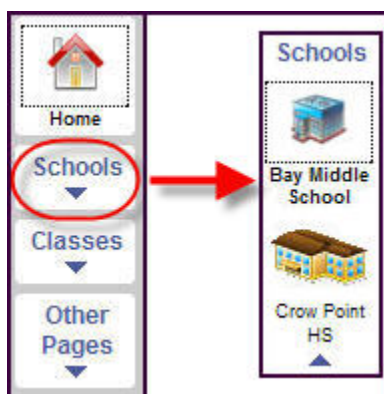 Home
Schools
Classes
Other
Pages
Schools
Bay Middle
School
Crow Point
HS